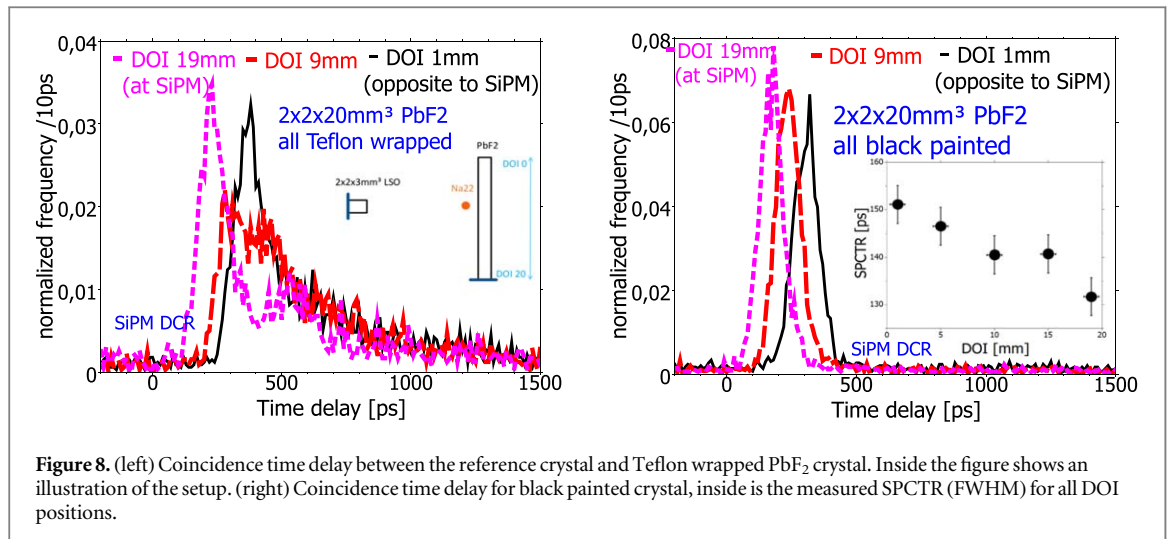 0,04
0,03
0,02
0,01
0
normalized frequency /10ps
DOI 19mm
(at SiPM)
DOI 9mm
DOI 1mm
(opposite to SiPM)
2x2x20mm³ PbF2
all Teflon wrapped
PbF2
DOI 0
2x2x3mm³ LSO
Na22
DOI 20
SiPM DCR
0 500 1000 1500
Time delay [ps]
0,08
0,06
0,04
0,02
0
normalized frequency /10ps
DOI 19mm
(at SiPM)
DOI 9mm
DOI 1mm
(opposite to SiPM)
2x2x20mm³ PbF2
all black painted
160
150
140
130
SPCTR [ps]
0 5 10 15 20
DOI [mm]
SiPM DCR
0 500 1000 1500
Time delay [ps]
Figure 8. (left) Coincidence time delay between the reference crystal and Teflon wrapped PbF₂ crystal. Inside the figure shows an
illustration of the setup. (right) Coincidence time delay for black painted crystal, inside is the measured SPCTR (FWHM) for all DOI
positions.